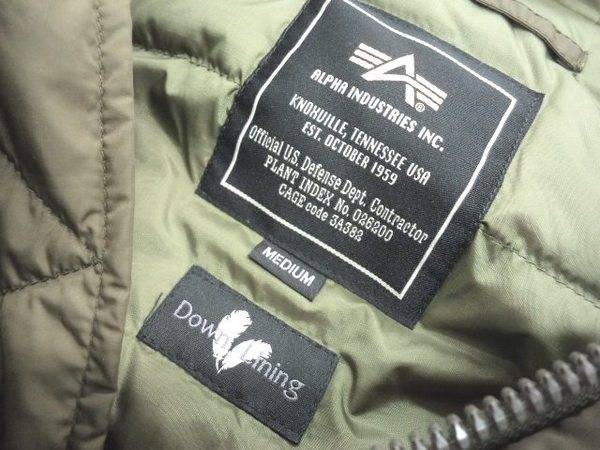 ALPHA INDUSTRIES INC.
KNOXVILLE, TENNESSEE USA
EST. OCTOBER 1959
Official U.S. Defense Dept. Contractor
PLANT INDEX No. 026200
CAGE code 3A382
MEDIUM
Down Lining